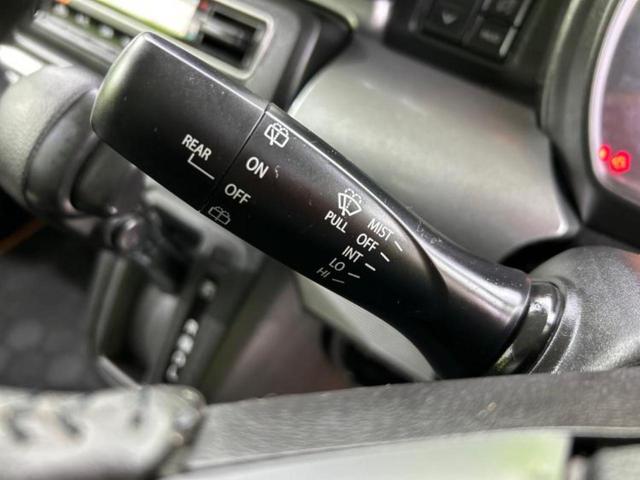 REAR
ON
OFF
PULL
MIST
OFF
INT
LO
HI